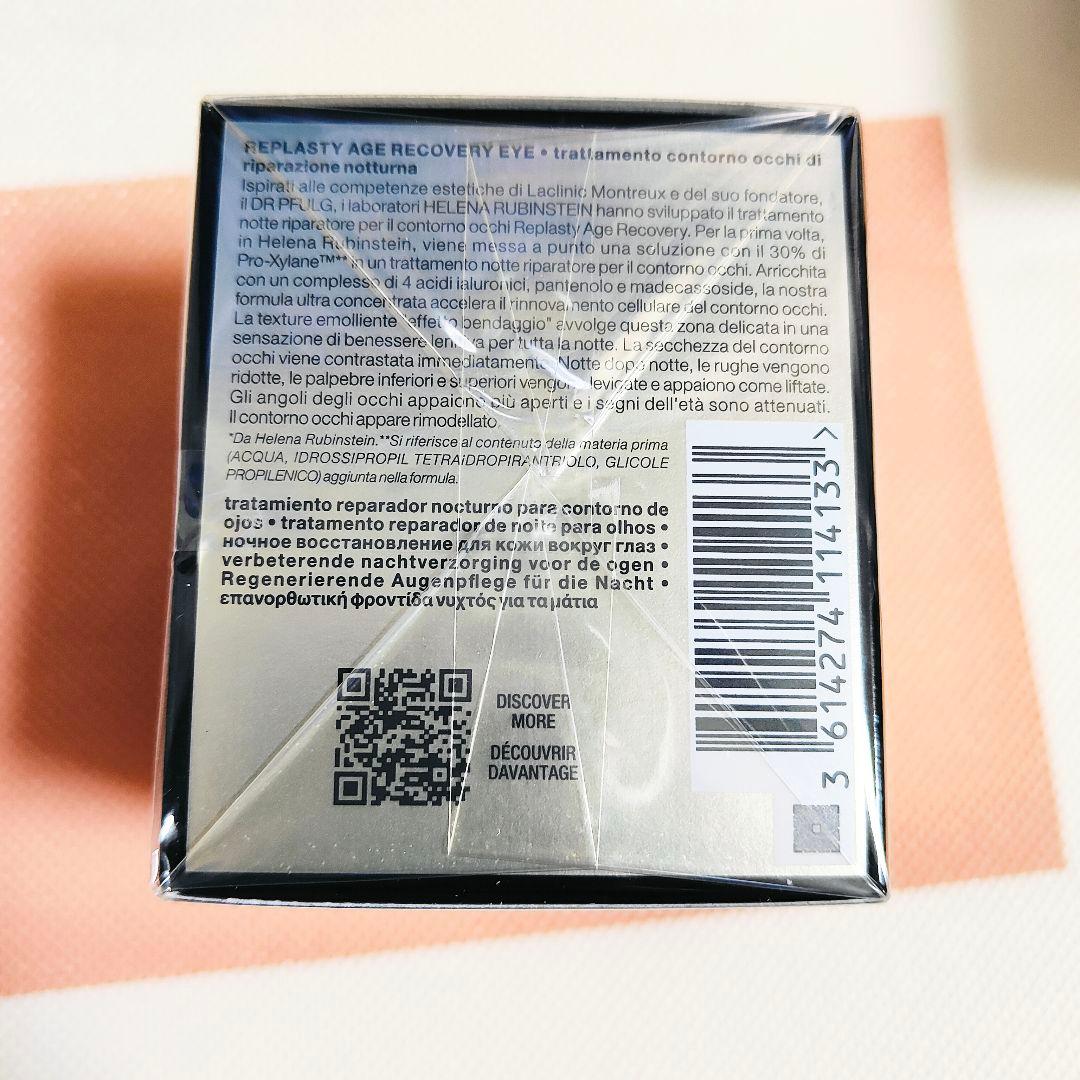 REPLASTY AGE RECOVERY EYE • trattamento contorno occhi di
riparazione notturna
Ispirati alle competenze estetiche di Laclinic Montreux e del suo fondatore,
il DR PFULG, i laboratori HELENA RUBINSTEIN hanno sviluppato il trattamento
notte riparatore per il contorno occhi Replasty Age Recovery. Per la prima volta,
in Helena Rubinstein, viene messa a punto una soluzione con il 30% di
Pro-Xylane™** in un trattamento notte riparatore per il contorno occhi. Arricchita
con un complesso di 4 acidi ialuronici, pantenolo e madecassoside, la nostra
formula ultra concentrata accelera il rinnovamento cellulare del contorno occhi.
La texture emolliente "effetto bendaggio" avvolge questa zona delicata in una
sensazione di benessere lenitiva per tutta la notte. La secchezza del contorno
occhi viene contrastata immediatamente. Notte dopo notte, le rughe vengono
ridotte, le palpebre inferiori e superiori vengono levigate e appaiono come liftate.
Gli angoli degli occhi appaiono più aperti e i segni dell'età sono attenuati.
Il contorno occhi appare rimodellato.
*Da Helena Rubinstein.**Si riferisce al contenuto della materia prima
(ACQUA, IDROSSIPROPIL TETRAIDROPIRANTRIOLO, GLICOLE
PROPILENICO) aggiunta nella formula.
tratamiento reparador nocturno para contorno de
ojos • tratamento reparador de noite para olhos •
ночное восстановление для кожи вокруг глаз •
verbeterende nachtverzorging voor de ogen •
Regenerierende Augenpflege für die Nacht •
επανορθωτική φροντίδα νυχτός για τα μάτια
DISCOVER
MORE
DÉCOUVRIR
DAVANTAGE
3 614274 114133 >